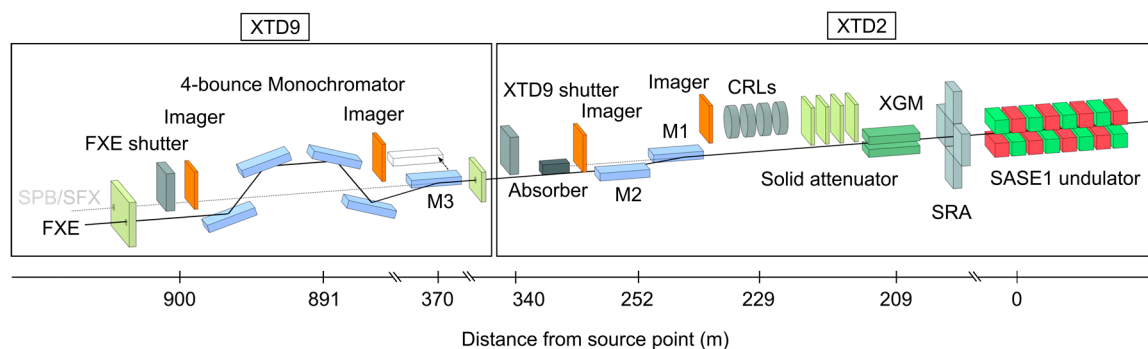 XTD9
XTD2
4-bounce Monochromator
Imager
FXE shutter
Imager
SPB/SFX
FXE
M3
XTD9 shutter
Imager
Imager
CRLs
XGM
M1
Absorber
M2
Solid attenuator
SRA
SASE1 undulator
900
891
370
340
252
229
209
0
Distance from source point (m)